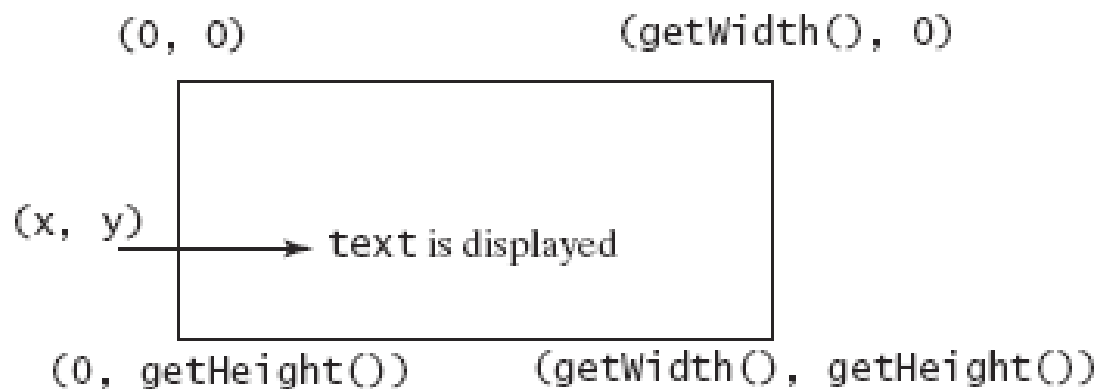 (0, 0)
(getWidth(), 0)
(x, y)
text is displayed
(0, getHeight())
(getWidth(), getHeight())